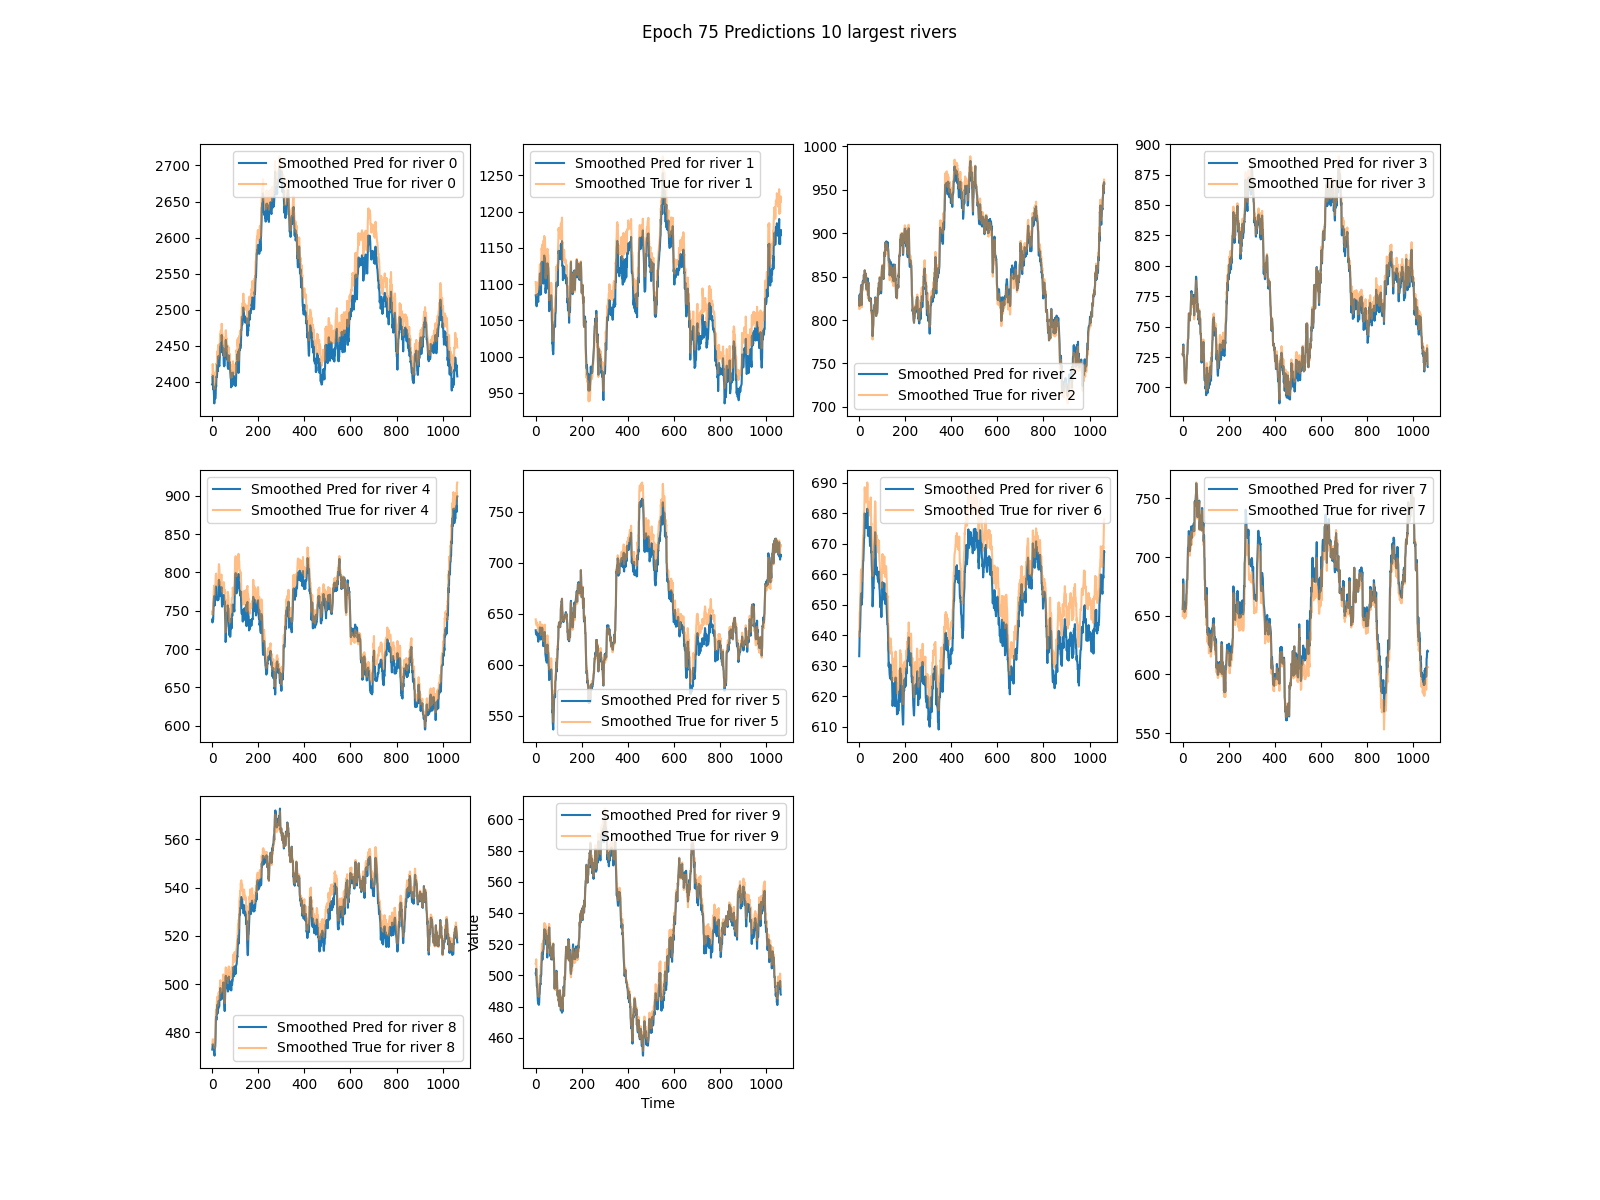 Epoch 75 Predictions 10 largest rivers
2700
2650
2600
2550
2500
2450
2400
0 200 400 600 800 1000
Smoothed Pred for river 0
Smoothed True for river 0
1250
1200
1150
1100
1050
1000
950
0 200 400 600 800 1000
Smoothed Pred for river 1
Smoothed True for river 1
1000
950
900
850
800
750
700
0 200 400 600 800 1000
Smoothed Pred for river 2
Smoothed True for river 2
900
875
850
825
800
775
750
725
700
0 200 400 600 800 1000
Smoothed Pred for river 3
Smoothed True for river 3
900
850
800
750
700
650
600
0 200 400 600 800 1000
Smoothed Pred for river 4
Smoothed True for river 4
750
700
650
600
550
0 200 400 600 800 1000
Smoothed Pred for river 5
Smoothed True for river 5
690
680
670
660
650
640
630
620
610
0 200 400 600 800 1000
Smoothed Pred for river 6
Smoothed True for river 6
750
700
650
600
550
0 200 400 600 800 1000
Smoothed Pred for river 7
Smoothed True for river 7
560
540
520
500
480
0 200 400 600 800 1000
Smoothed Pred for river 8
Smoothed True for river 8
Value
600
580
560
540
520
500
480
460
0 200 400 600 800 1000
Time
Smoothed Pred for river 9
Smoothed True for river 9